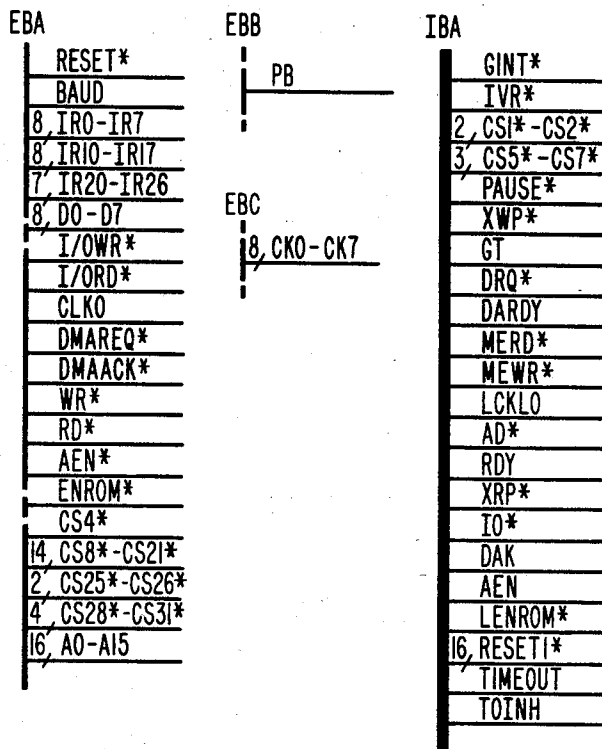 EBA
RESET*
BAUD
8, IR0-IR7
8, IR10-IR17
7, IR20-IR26
8, D0-D7
I/OWR*
I/ORD*
CLKO
DMAREQ*
DMAACK*
WR*
RD*
AEN*
ENROM*
CS4*
14, CS8*-CS21*
2, CS25*-CS26*
4, CS28*-CS31*
16, A0-A15
EBB
PB
EBC
8, CK0-CK7
IBA
GINT*
IVR*
2, CS1*-CS2*
3, CS5*-CS7*
PAUSE*
XWP*
GT
DRQ*
DARDY
MERD*
MEWR*
LCKLO
AD*
RDY
XRP*
IO*
DAK
AEN
LENROM*
16, RESET1*
TIMEOUT
TOINH